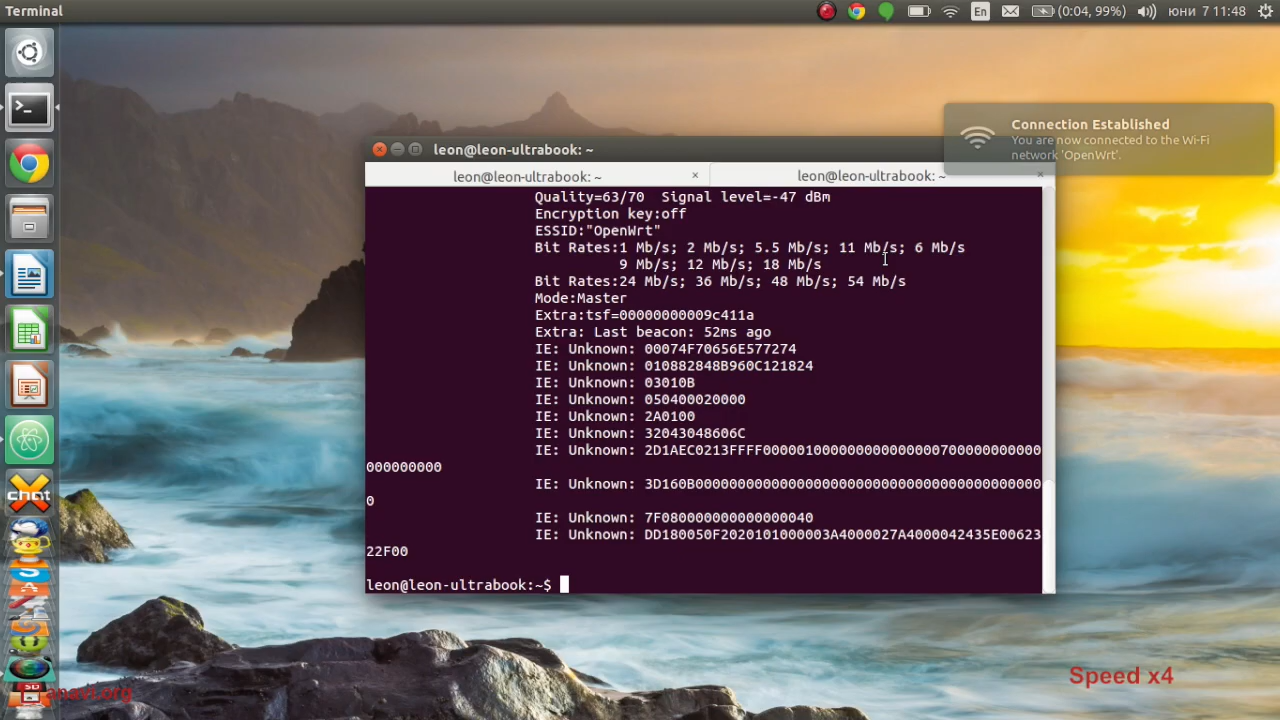 Terminal
En
(0:04, 99%)
юни 7 11:48
Connection Established
You are now connected to the Wi-Fi
network 'OpenWrt'.
leon@leon-ultrabook: ~
leon@leon-ultrabook: ~
leon@leon-ultrabook: ~
Quality=63/70  Signal level=-47 dBm
Encryption key:off
ESSID:"OpenWrt"
Bit Rates:1 Mb/s; 2 Mb/s; 5.5 Mb/s; 11 Mb/s; 6 Mb/s
9 Mb/s; 12 Mb/s; 18 Mb/s
Bit Rates:24 Mb/s; 36 Mb/s; 48 Mb/s; 54 Mb/s
Mode:Master
Extra:tsf=00000000009c411a
Extra: Last beacon: 52ms ago
IE: Unknown: 00074F70656E577274
IE: Unknown: 010882848B960C121824
IE: Unknown: 03010B
IE: Unknown: 050400020000
IE: Unknown: 2A0100
IE: Unknown: 32043048606C
IE: Unknown: 2D1AEC0213FFFF00000100000000000000700000000000
000000000
IE: Unknown: 3D160B00000000000000000000000000000000000000000
0
IE: Unknown: 7F080000000000000040
IE: Unknown: DD180050F2020101000003A4000027A4000042435E00623
22F00
leon@leon-ultrabook:~$
chat
anavi.org
Speed x4